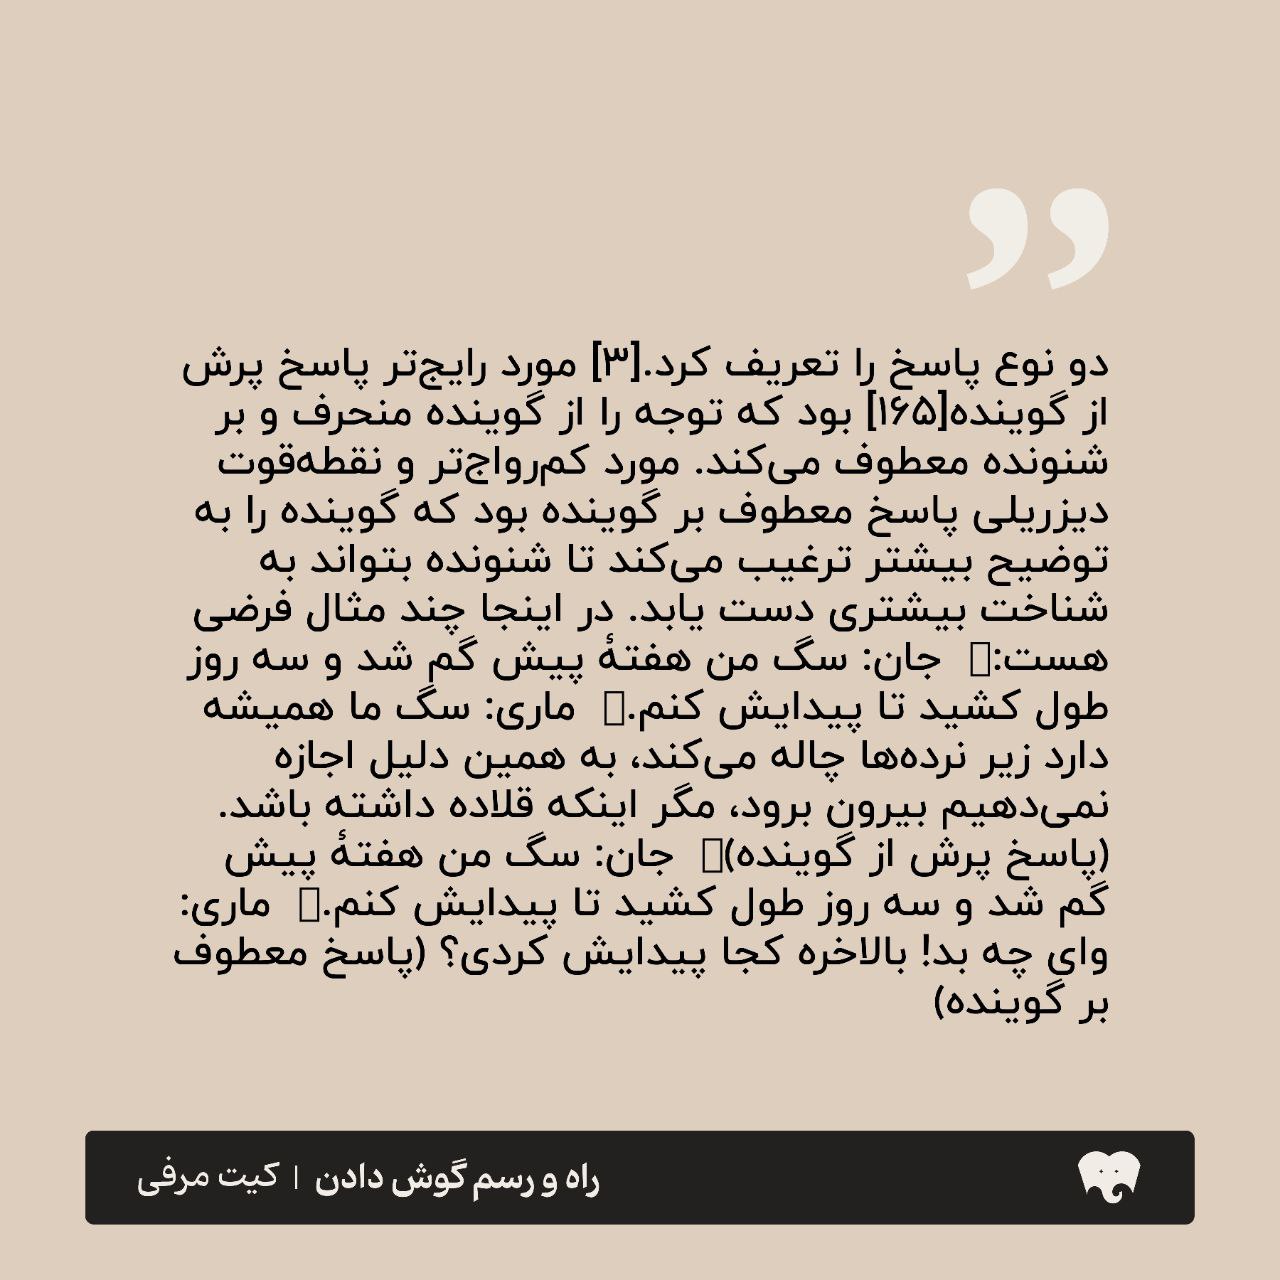 دو نوع پاسخ را تعریف کرد.[۳] مورد رایج‌تر پاسخ پرش
از گوینده[۱۶۵] بود که توجه را از گوینده منحرف و بر
شنونده معطوف می‌کند. مورد کم‌رواج‌تر و نقطه‌قوت
دیزریلی پاسخ معطوف بر گوینده بود که گوینده را به
توضیح بیشتر ترغیب می‌کند تا شنونده بتواند به
شناخت بیشتری دست یابد. در اینجا چند مثال فرضی
هست:▯ جان: سگ من هفتهٔ پیش گم شد و سه روز
طول کشید تا پیدایش کنم.▯ ماری: سگ ما همیشه
دارد زیر نرده‌ها چاله می‌کند، به همین دلیل اجازه
نمی‌دهیم بیرون برود، مگر اینکه قلاده داشته باشد.
(پاسخ پرش از گوینده)▯ جان: سگ من هفتهٔ پیش
گم شد و سه روز طول کشید تا پیدایش کنم.▯ ماری:
وای چه بد! بالاخره کجا پیدایش کردی؟ (پاسخ معطوف
بر گوینده)
راه و رسم گوش دادن | کیت مرفی